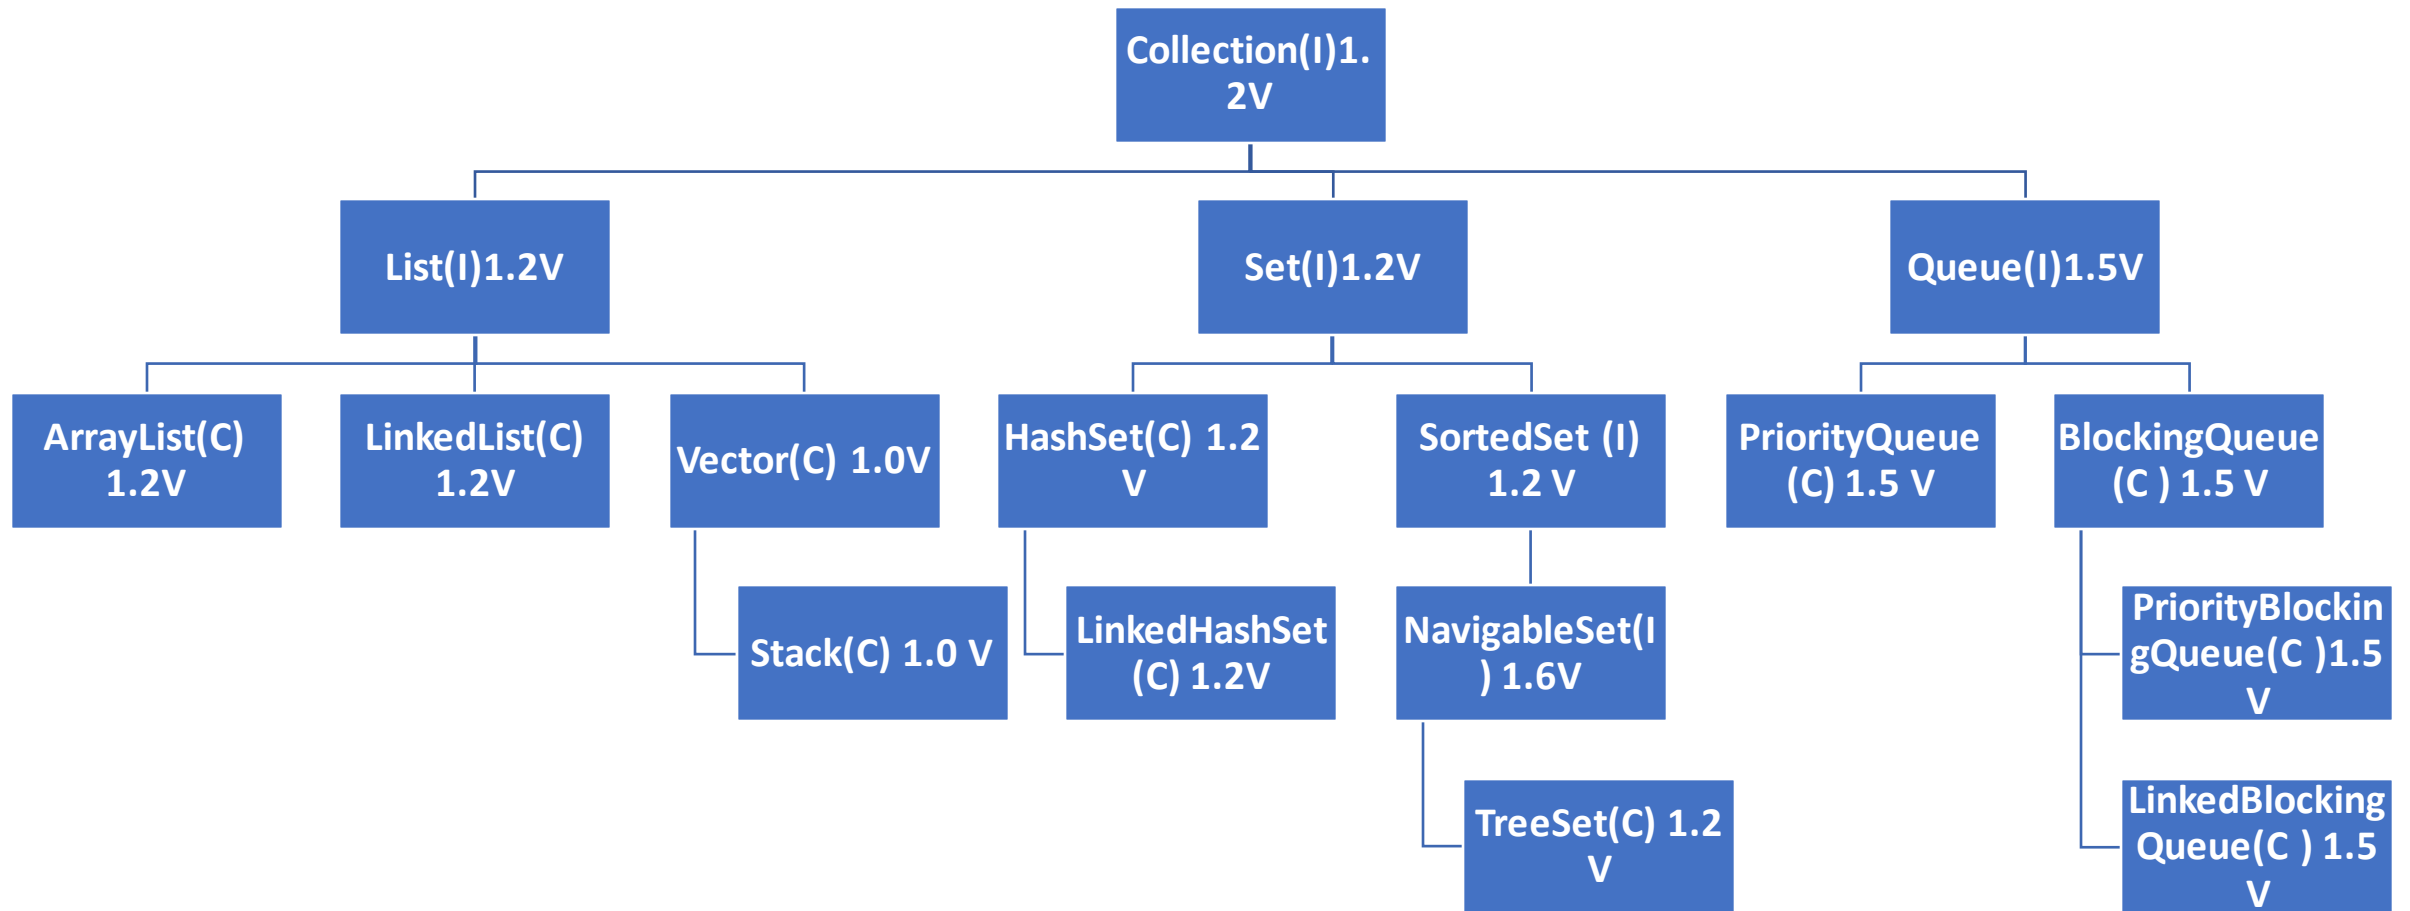 Collection(I)1.
2V
List(I)1.2V
Set(I)1.2V
Queue(I)1.5V
ArrayList(C)
1.2V
LinkedList(C)
1.2V
Vector(C) 1.0V
HashSet(C) 1.2
V
SortedSet (I)
1.2 V
PriorityQueue
(C) 1.5 V
BlockingQueue
(C ) 1.5 V
Stack(C) 1.0 V
LinkedHashSet
(C) 1.2V
NavigableSet(I
) 1.6V
PriorityBlockin
gQueue(C )1.5
V
TreeSet(C) 1.2
V
LinkedBlocking
Queue(C ) 1.5
V